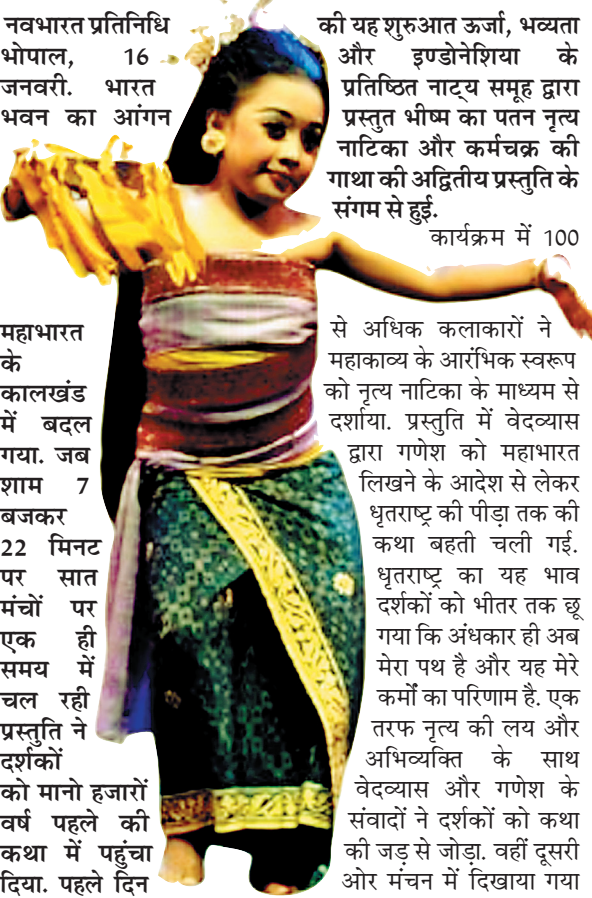 नवभारत प्रतिनिधि
भोपाल, 16
जनवरी. भारत
भवन का आंगन
महाभारत
के
कालखंड
में बदल
गया. जब
शाम 7
बजकर
22 मिनट
पर सात
मंचों पर
एक ही
समय में
चल रही
प्रस्तुति ने
दर्शकों
को मानो हजारों
वर्ष पहले की
कथा में पहुंचा
दिया. पहले दिन
की यह शुरुआत ऊर्जा, भव्यता
और इण्डोनेशिया के
प्रतिष्ठित नाट्य समूह द्वारा
प्रस्तुत भीष्म का पतन नृत्य
नाटिका और कर्मचक्र की
गाथा की अद्वितीय प्रस्तुति के
संगम से हुई.
कार्यक्रम में 100
से अधिक कलाकारों ने
महाकाव्य के आरंभिक स्वरूप
को नृत्य नाटिका के माध्यम से
दर्शाया. प्रस्तुति में वेदव्यास
द्वारा गणेश को महाभारत
लिखने के आदेश से लेकर
धृतराष्ट्र की पीड़ा तक की
कथा बहती चली गई.
धृतराष्ट्र का यह भाव
दर्शकों को भीतर तक छू
गया कि अंधकार ही अब
मेरा पथ है और यह मेरे
कर्मों का परिणाम है. एक
तरफ नृत्य की लय और
अभिव्यक्ति के साथ
वेदव्यास और गणेश के
संवादों ने दर्शकों को कथा
की जड़ से जोड़ा. वहीं दूसरी
ओर मंचन में दिखाया गया